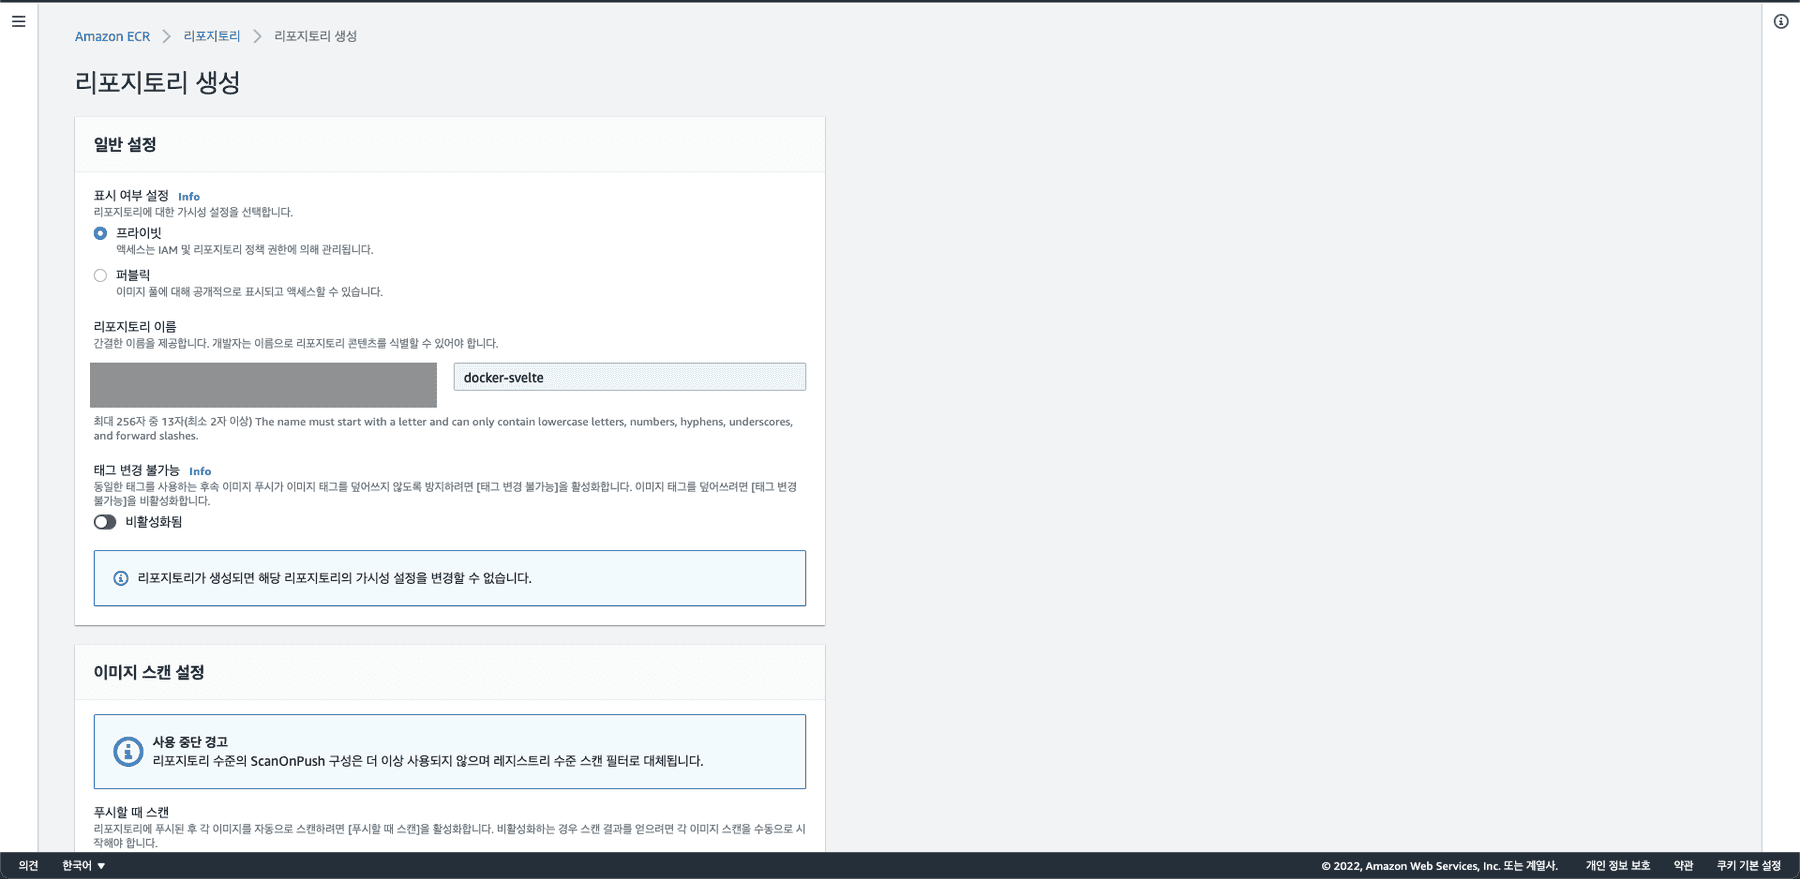 Amazon ECR > 리포지토리 > 리포지토리 생성
리포지토리 생성
일반 설정
표시 여부 설정 Info
리포지토리에 대한 가시성 설정을 선택합니다.
프라이빗
액세스는 IAM 및 리포지토리 정책 권한에 의해 관리됩니다.
퍼블릭
이미지 풀에 대해 공개적으로 표시되고 액세스할 수 있습니다.
리포지토리 이름
간결한 이름을 제공합니다. 개발자는 이름으로 리포지토리 콘텐츠를 식별할 수 있어야 합니다.
docker-svelte
최대 256자 중 13자(최소 2자 이상) The name must start with a letter and can only contain lowercase letters, numbers, hyphens, underscores,
and forward slashes.
태그 변경 불가능 Info
동일한 태그를 사용하는 후속 이미지 푸시가 이미지 태그를 덮어쓰지 않도록 방지하려면 [태그 변경 불가능]을 활성화합니다. 이미지 태그를 덮어쓰려면 [태그 변경
불가능]을 비활성화합니다.
비활성화됨
리포지토리가 생성되면 해당 리포지토리의 가시성 설정을 변경할 수 없습니다.
이미지 스캔 설정
사용 중단 경고
리포지토리 수준의 ScanOnPush 구성은 더 이상 사용되지 않으며 레지스트리 수준 스캔 필터로 대체됩니다.
푸시할 때 스캔
리포지토리에 푸시된 후 각 이미지를 자동으로 스캔하려면 [푸시할 때 스캔]을 활성화합니다. 비활성화하는 경우 스캔 결과를 얻으려면 각 이미지 스캔을 수동으로 시
작해야 합니다.
의견 한국어 ▼ © 2022, Amazon Web Services, Inc. 또는 계열사. 개인 정보 보호 약관 쿠키 기본 설정